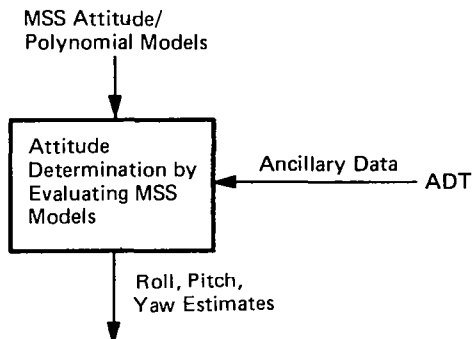 MSS Attitude/
Polynomial Models
Attitude
Determination by
Evaluating MSS
Models
Ancillary Data
ADT
Roll, Pitch,
Yaw Estimates